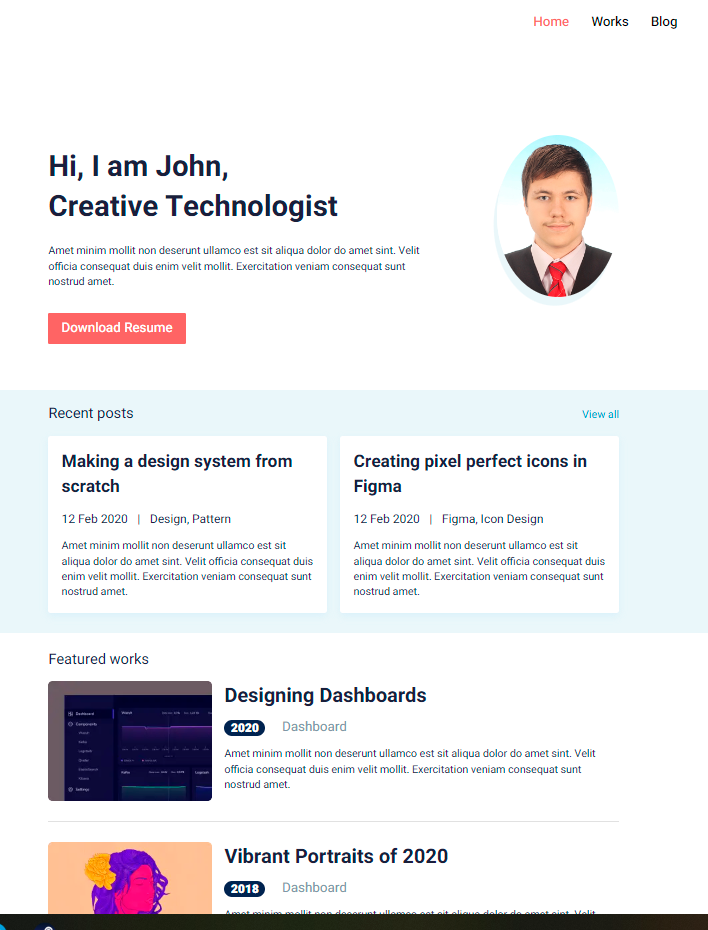 Home Works Blog
Hi, I am John,
Creative Technologist
Amet minim mollit non deserunt ullamco est sit aliqua dolor do amet sint. Velit
officia consequat duis enim velit mollit. Exercitation veniam consequat sunt
nostrud amet.
Download Resume
Recent posts
View all
Making a design system from
scratch
12 Feb 2020 | Design, Pattern
Amet minim mollit non deserunt ullamco est sit
aliqua dolor do amet sint. Velit officia consequat duis
enim velit mollit. Exercitation veniam consequat sunt
nostrud amet.
Creating pixel perfect icons in
Figma
12 Feb 2020 | Figma, Icon Design
Amet minim mollit non deserunt ullamco est sit
aliqua dolor do amet sint. Velit officia consequat duis
enim velit mollit. Exercitation veniam consequat sunt
nostrud amet.
Featured works
Dashboard
Components
Settings
Designing Dashboards
2020 Dashboard
Amet minim mollit non deserunt ullamco est sit aliqua dolor do amet sint. Velit
officia consequat duis enim velit mollit. Exercitation veniam consequat sunt
nostrud amet.
Vibrant Portraits of 2020
2018 Dashboard
Amet minim mollit non deserunt ullamco est sit aliqua dolor do amet sint. Velit